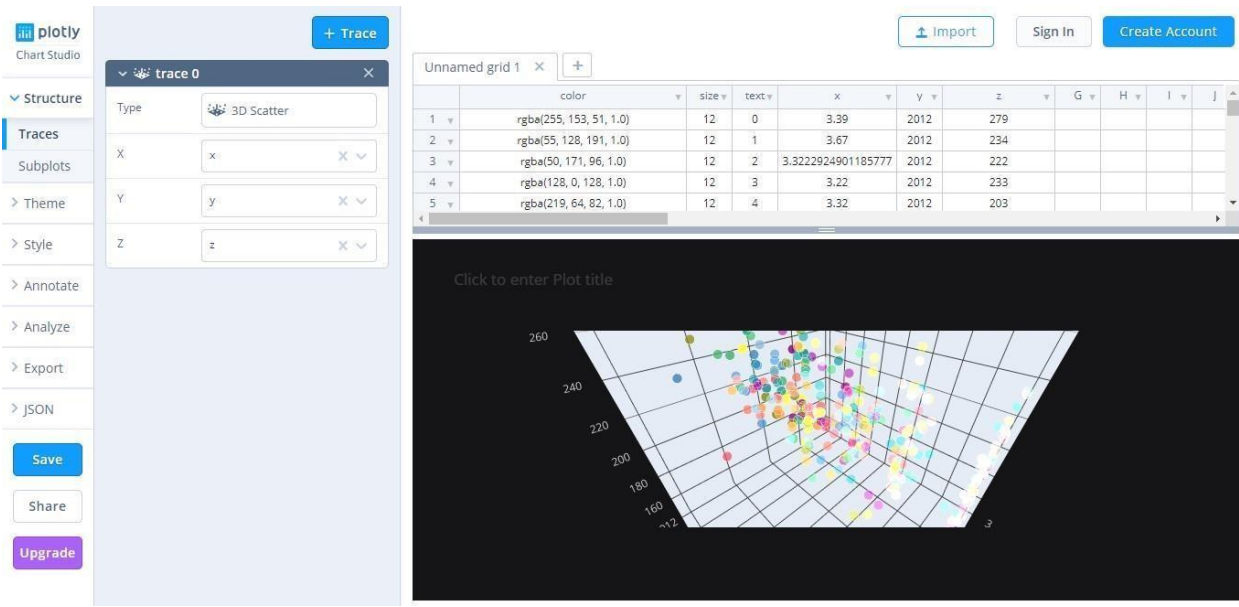 plotly
Chart Studio
Structure
Traces
Subplots
Theme
Style
Annotate
Analyze
Export
JSON
Save
Share
Upgrade
+ Trace
trace 0
Type
3D Scatter
X
x
Y
y
Z
z
Import
Sign In
Create Account
Unnamed grid 1
color size text x y z G H I J
1 rgba(255, 153, 51, 1.0) 12 0 3.39 2012 279
2 rgba(55, 128, 191, 1.0) 12 1 3.67 2012 234
3 rgba(50, 171, 96, 1.0) 12 2 3.3222924901185777 2012 222
4 rgba(128, 0, 128, 1.0) 12 3 3.22 2012 233
5 rgba(219, 64, 82, 1.0) 12 4 3.32 2012 203
Click to enter Plot title
260
240
220
200
180
160
3